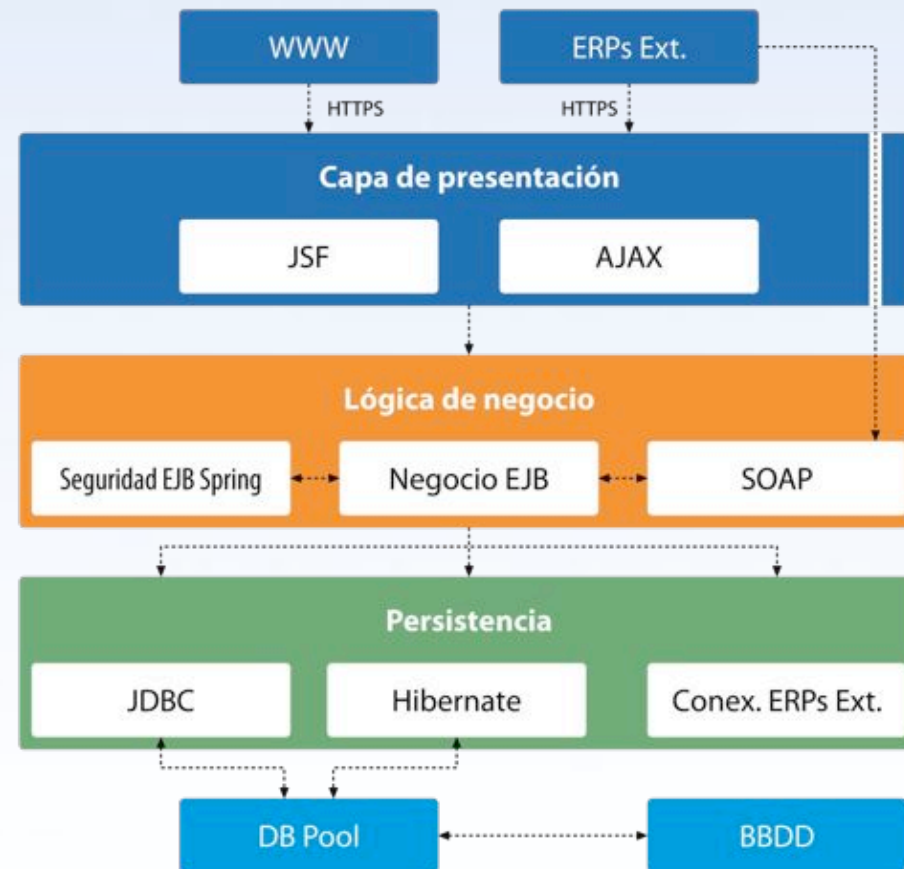 WWW
ERPs Ext.
HTTPS
HTTPS
Capa de presentación
JSF
AJAX
Lógica de negocio
Seguridad EJB Spring
Negocio EJB
SOAP
Persistencia
JDBC
Hibernate
Conex. ERPs Ext.
DB Pool
BBDD